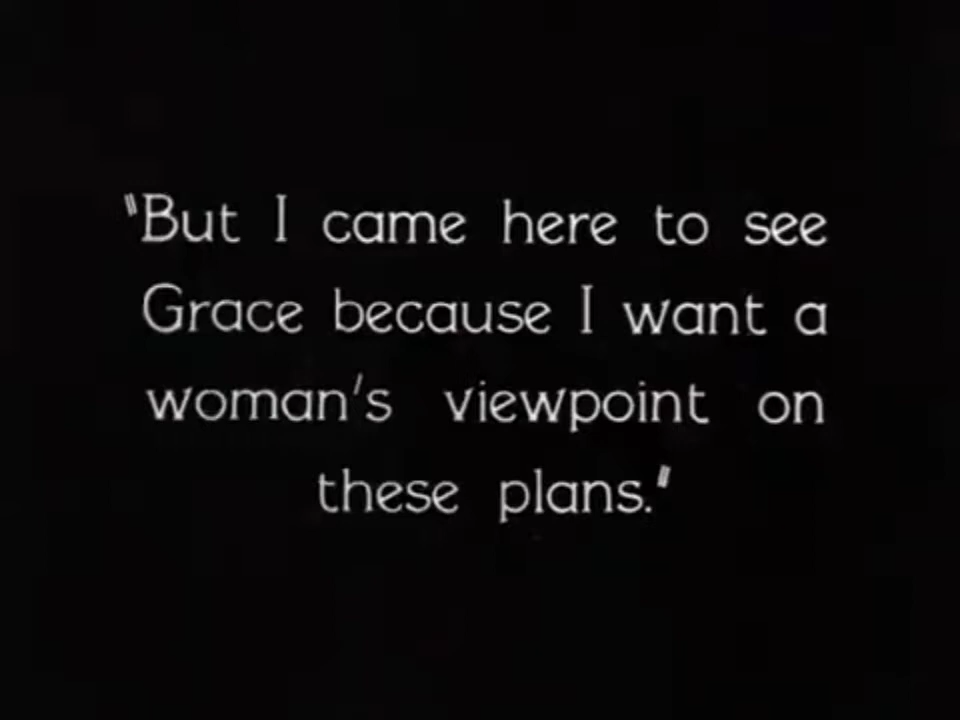 "But I came here to see
Grace because I want a
woman's viewpoint on
these plans."